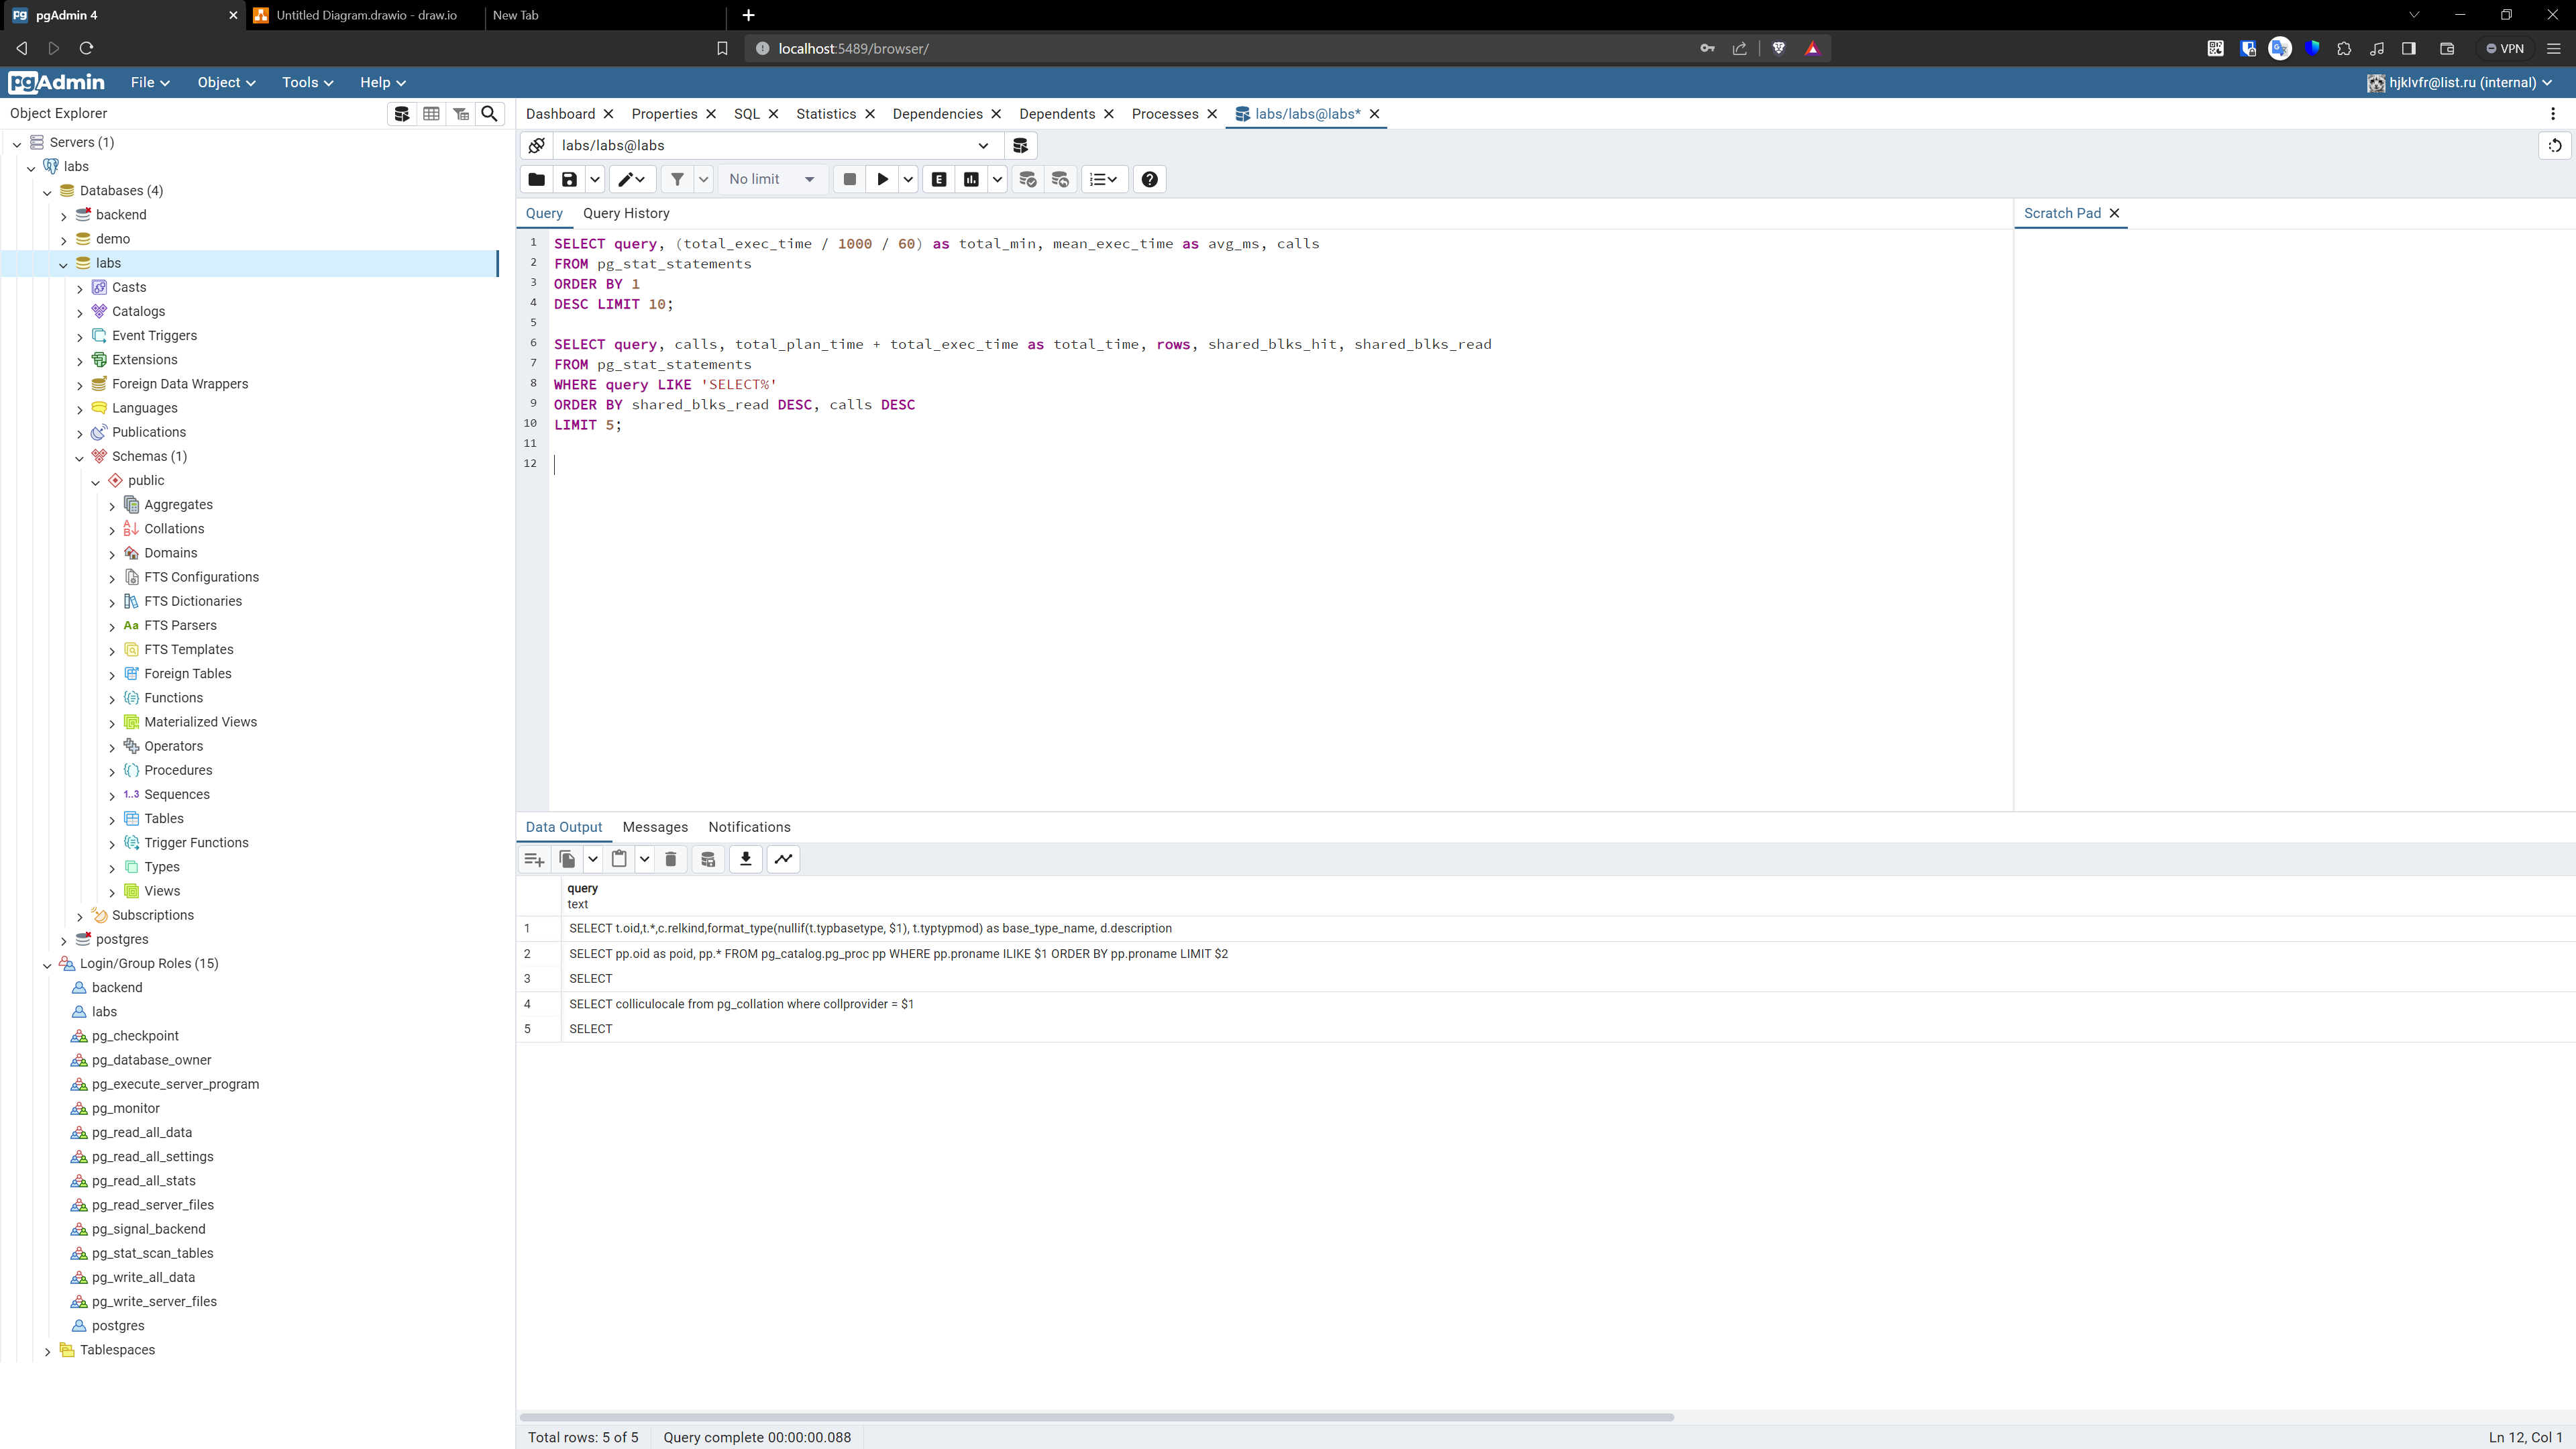 pgAdmin 4
Untitled Diagram.drawio - draw.io
New Tab
localhost:5489/browser/
VPN
pgAdmin
File
Object
Tools
Help
hjklvfr@list.ru (internal)
Object Explorer
Servers (1)
labs
Databases (4)
backend
demo
labs
Casts
Catalogs
Event Triggers
Extensions
Foreign Data Wrappers
Languages
Publications
Schemas (1)
public
Aggregates
Collations
Domains
FTS Configurations
FTS Dictionaries
Aa FTS Parsers
FTS Templates
Foreign Tables
Functions
Materialized Views
Operators
Procedures
1..3 Sequences
Tables
Trigger Functions
Types
Views
Subscriptions
postgres
Login/Group Roles (15)
backend
labs
pg_checkpoint
pg_database_owner
pg_execute_server_program
pg_monitor
pg_read_all_data
pg_read_all_settings
pg_read_all_stats
pg_read_server_files
pg_signal_backend
pg_stat_scan_tables
pg_write_all_data
pg_write_server_files
postgres
Tablespaces
Dashboard
Properties
SQL
Statistics
Dependencies
Dependents
Processes
labs/labs@labs*
labs/labs@labs
No limit
E
Query
Query History
Scratch Pad
1 SELECT query, (total_exec_time / 1000 / 60) as total_min, mean_exec_time as avg_ms, calls
2 FROM pg_stat_statements
3 ORDER BY 1
4 DESC LIMIT 10;
5
6 SELECT query, calls, total_plan_time + total_exec_time as total_time, rows, shared_blks_hit, shared_blks_read
7 FROM pg_stat_statements
8 WHERE query LIKE 'SELECT%'
9 ORDER BY shared_blks_read DESC, calls DESC
10 LIMIT 5;
11
12
Data Output
Messages
Notifications
query
text
1 SELECT t.oid,t.*,c.relkind,format_type(nullif(t.typbasetype, $1), t.typtypmod) as base_type_name, d.description
2 SELECT pp.oid as poid, pp.* FROM pg_catalog.pg_proc pp WHERE pp.proname ILIKE $1 ORDER BY pp.proname LIMIT $2
3 SELECT
4 SELECT colliculocale from pg_collation where collprovider = $1
5 SELECT
Total rows: 5 of 5
Query complete 00:00:00.088
Ln 12, Col 1